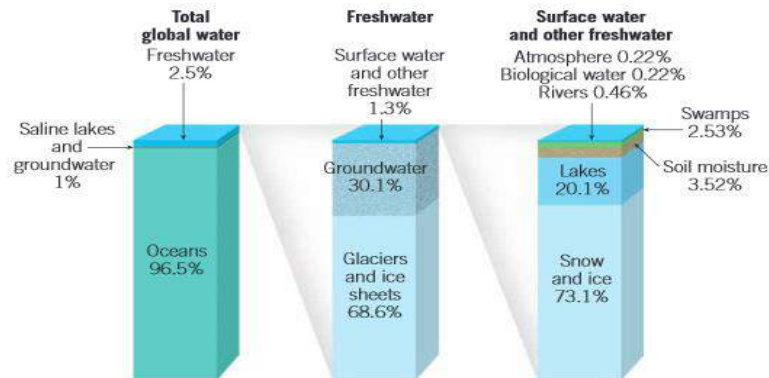 Total
global water
Freshwater
2.5%
Saline lakes
and
groundwater
1%
Oceans
96.5%
Freshwater
Surface water
and other
freshwater
1.3%
Groundwater
30.1%
Glaciers
and ice
sheets
68.6%
Surface water
and other freshwater
Atmosphere 0.22%
Biological water 0.22%
Rivers 0.46%
Swamps
2.53%
Soil moisture
3.52%
Lakes
20.1%
Snow
and ice
73.1%